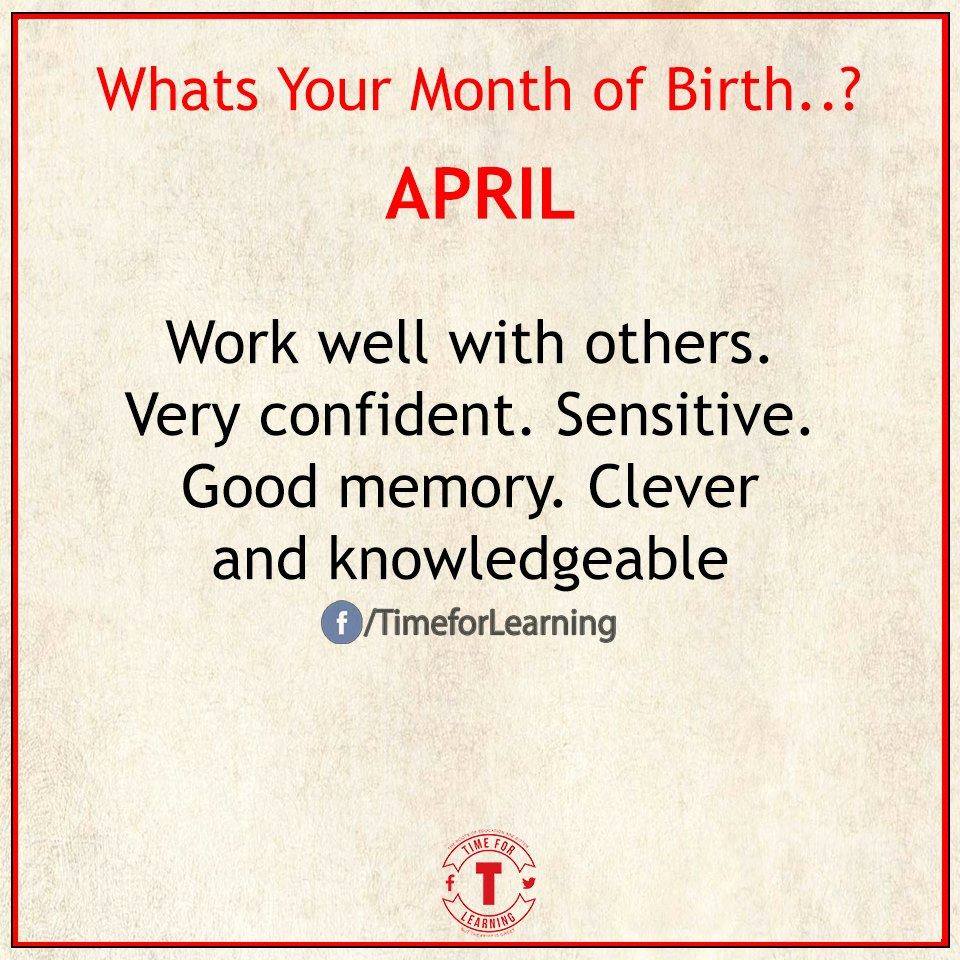 Whats Your Month of Birth..?
APRIL
Work well with others.
Very confident. Sensitive.
Good memory. Clever
and knowledgeable
f/TimeforLearning
TIME FOR
f T
LEARNING